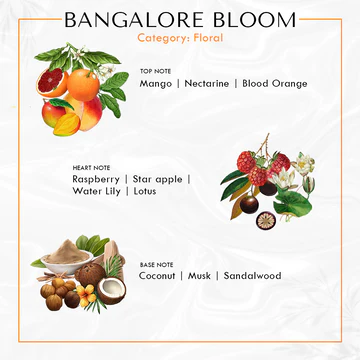 BANGALORE BLOOM
Category: Floral
TOP NOTE
Mango | Nectarine | Blood Orange
HEART NOTE
Raspberry | Star apple |
Water Lily | Lotus
BASE NOTE
Coconut | Musk | Sandalwood